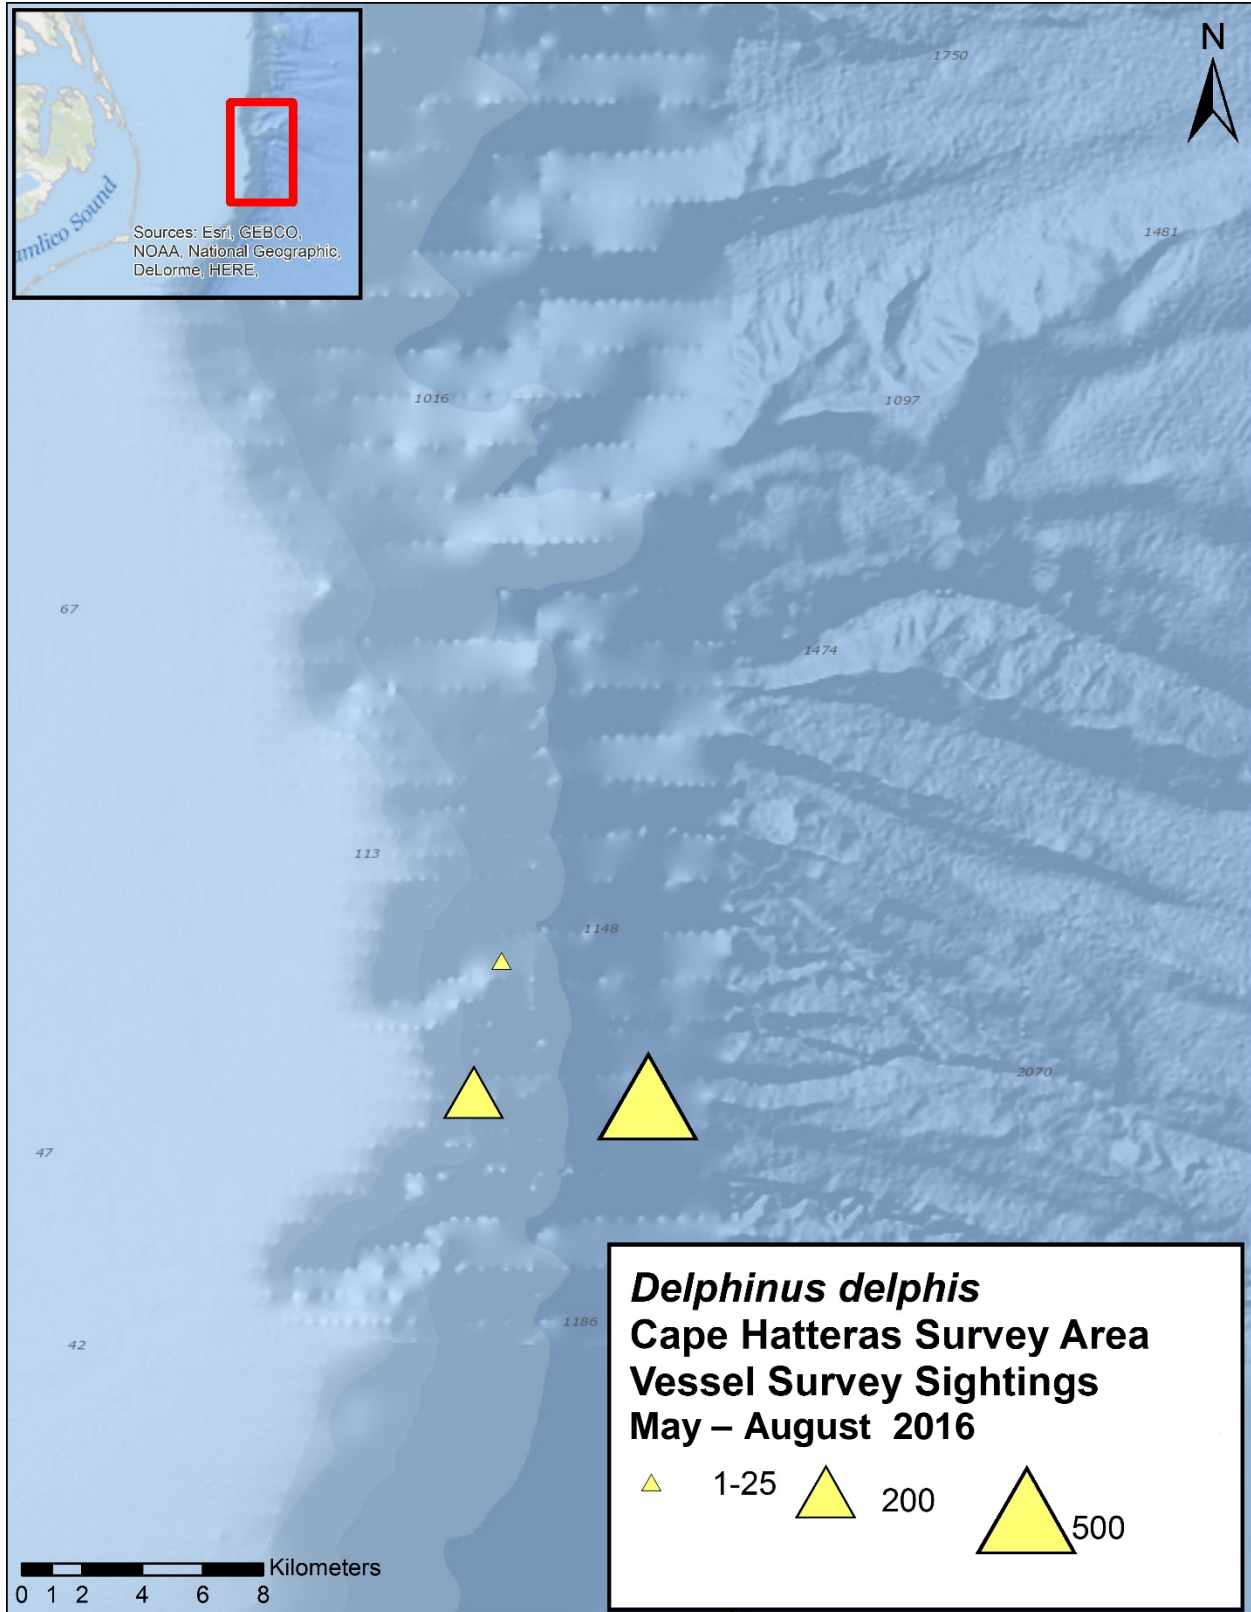 N
1750
1481
amlico Sound
Sources: Esri, GEBCO,
NOAA, National Geographic,
DeLorme, HERE,
1016
1097
67
1474
113
1148
2070
47
1186
42
Delphinus delphis
Cape Hatteras Survey Area
Vessel Survey Sightings
May – August 2016
1-25 200 500
Kilometers
0 1 2 4 6 8